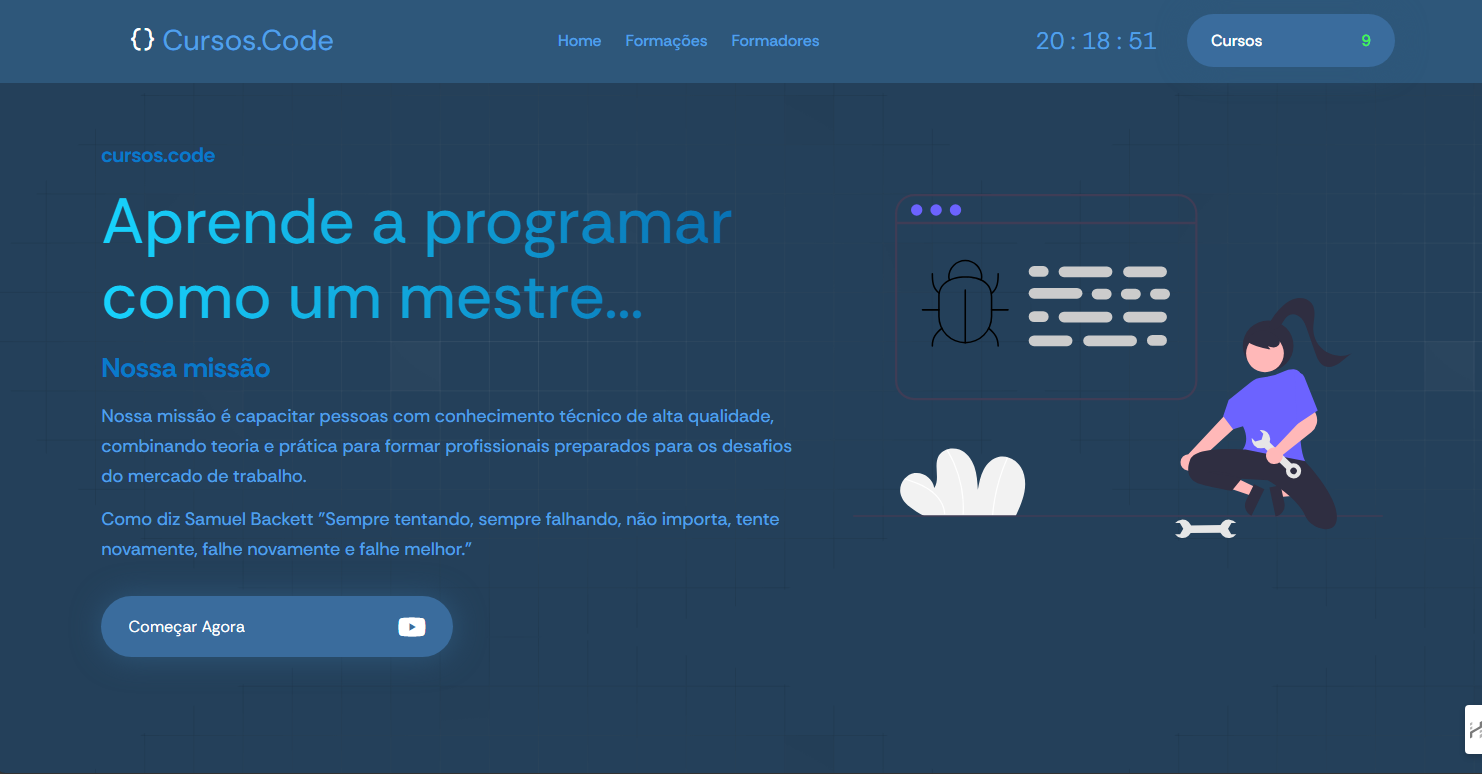 {} Cursos.Code
Home Formações Formadores
20 : 18 : 51
Cursos 9
cursos.code
Aprende a programar
como um mestre...
Nossa missão
Nossa missão é capacitar pessoas com conhecimento técnico de alta qualidade,
combinando teoria e prática para formar profissionais preparados para os desafios
do mercado de trabalho.
Como diz Samuel Backett "Sempre tentando, sempre falhando, não importa, tente
novamente, falhe novamente e falhe melhor."
Começar Agora